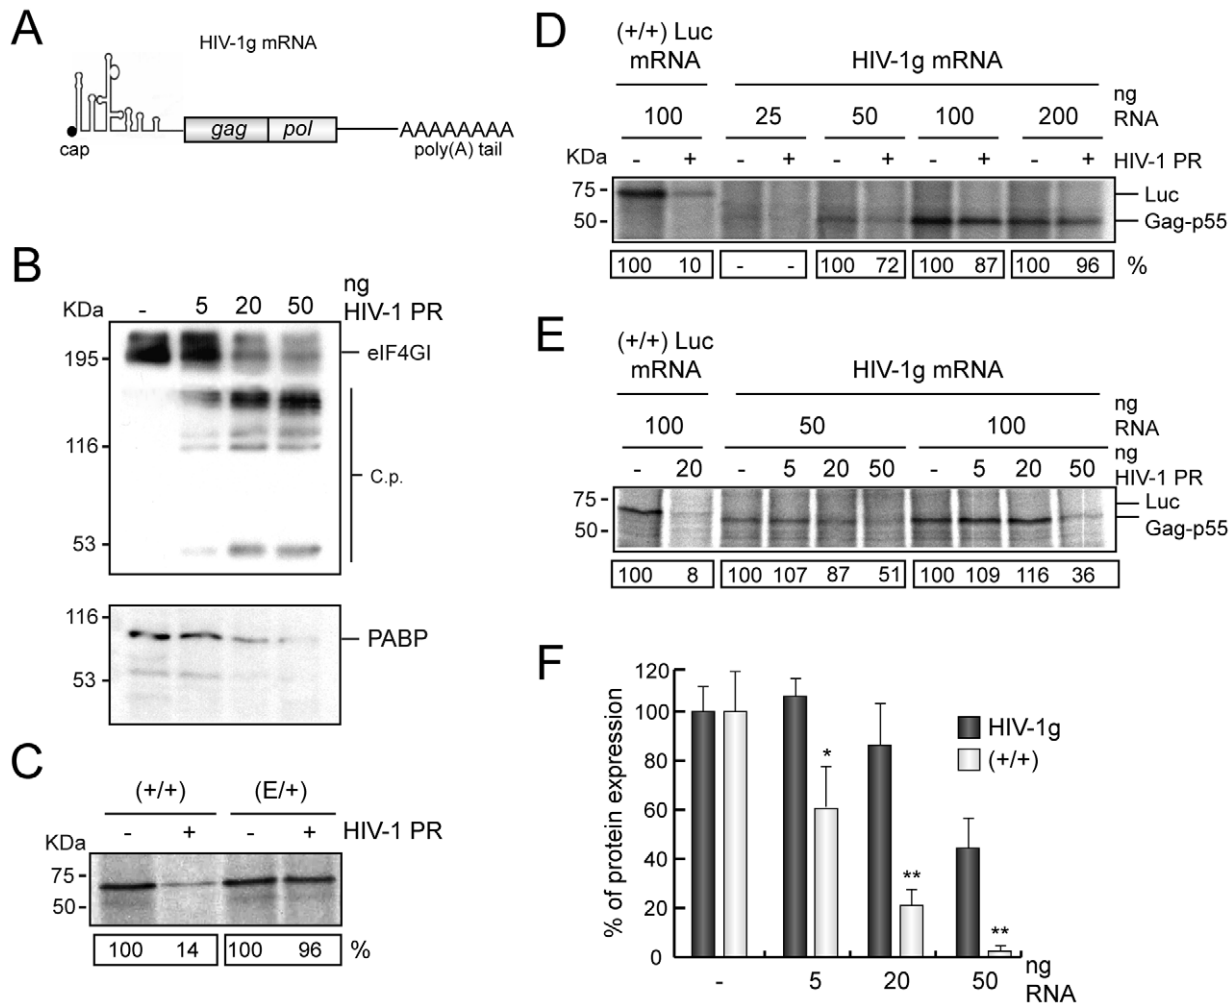 A
HIV-1g mRNA
gag pol
AAAAAAAA
cap
poly(A) tail
B
ng
KDa - 5 20 50 HIV-1 PR
195 eIF4GI
116
C.p.
53
116
PABP
53
C
(+/+) (E/+)
- + - + HIV-1 PR
KDa
75
50
100 14 100 96 %
D
(+/+) Luc
mRNA HIV-1g mRNA
ng
100 25 50 100 200 RNA
KDa - + - + - + - + - + HIV-1 PR
75 Luc
50 Gag-p55
100 10 - - 100 72 100 87 100 96 %
E
(+/+) Luc
mRNA HIV-1g mRNA
ng
100 50 100 RNA
ng
- 20 - 5 20 50 - 5 20 50 HIV-1 PR
75 Luc
50 Gag-p55
100 8 100 107 87 51 100 109 116 36
F
% of protein expression
120
100
80
60
40
20
0
HIV-1g
(+/+)
* ** **
- 5 20 50 ng
RNA